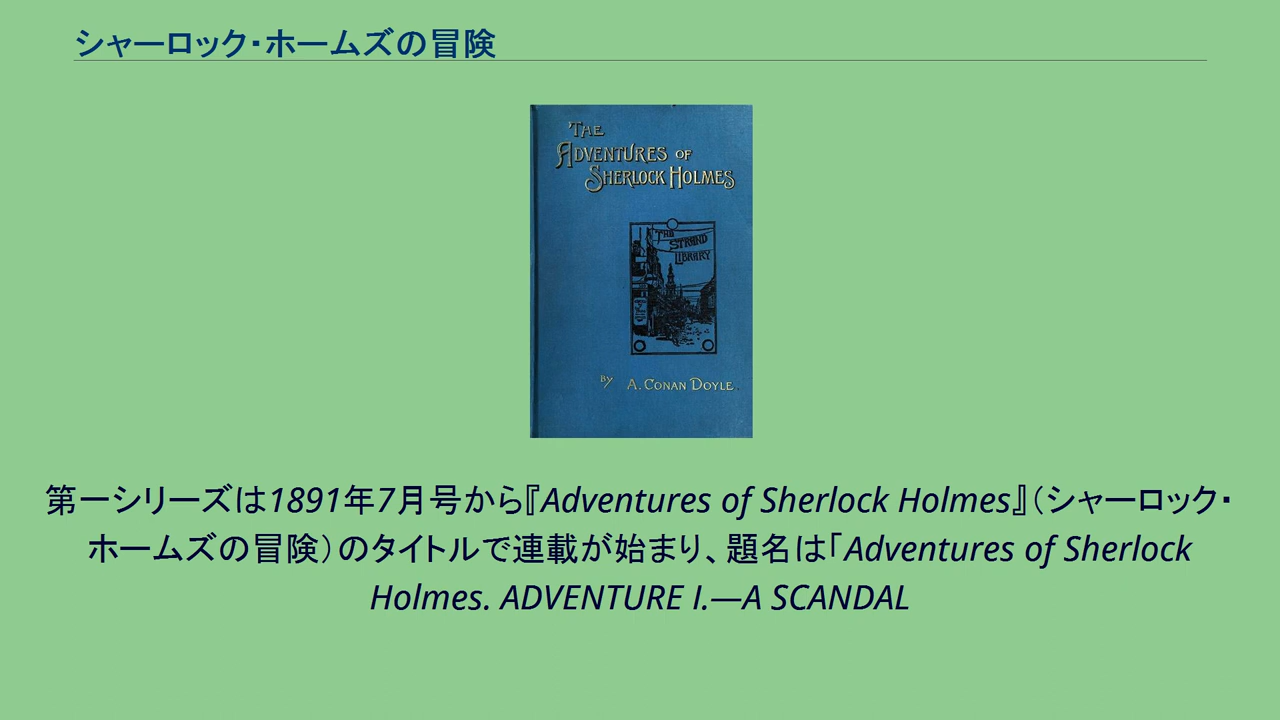 シャーロック・ホームズの冒険
THE
ADVENTURES OF
SHERLOCK HOLMES
THE
STRAND
LIBRARY
BY A. CONAN DOYLE.
第一シリーズは1891年7月号から『Adventures of Sherlock Holmes』（シャーロック・
ホームズの冒険）のタイトルで連載が始まり、題名は「Adventures of Sherlock
Holmes. ADVENTURE I.—A SCANDAL